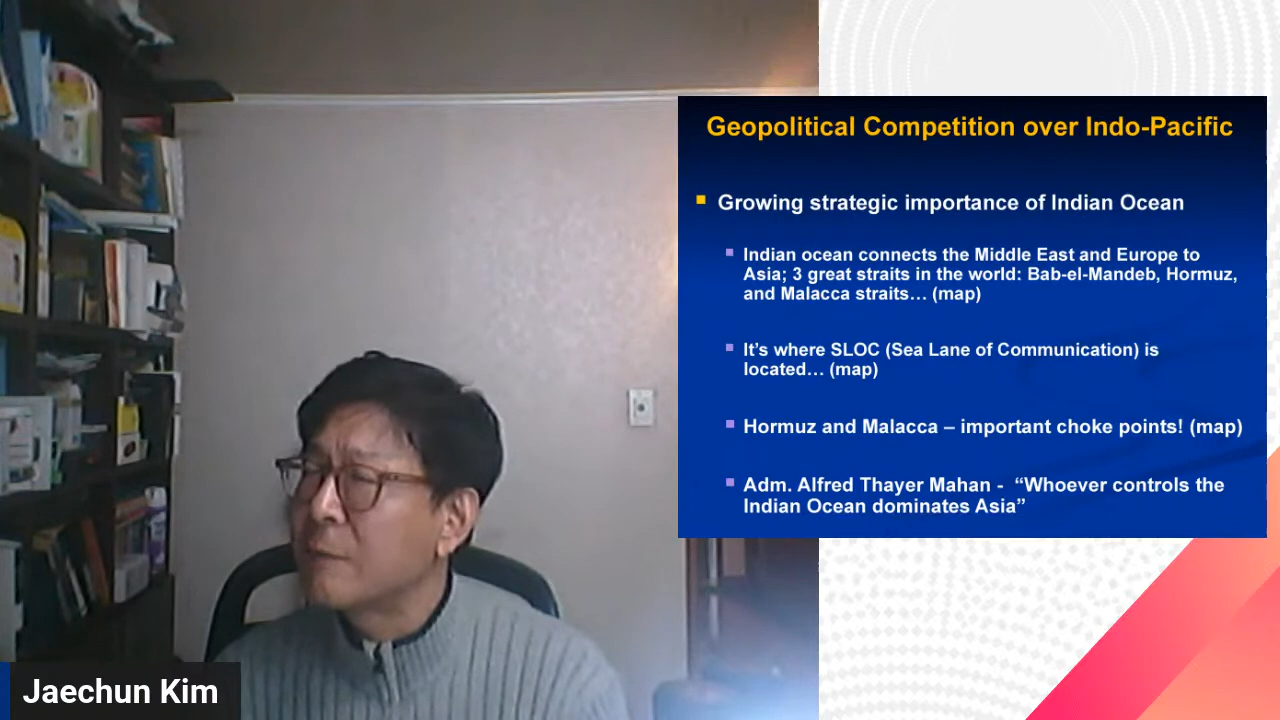 Geopolitical Competition over Indo-Pacific
Growing strategic importance of Indian Ocean
Indian ocean connects the Middle East and Europe to
Asia; 3 great straits in the world: Bab-el-Mandeb, Hormuz,
and Malacca straits… (map)
It’s where SLOC (Sea Lane of Communication) is
located… (map)
Hormuz and Malacca – important choke points! (map)
Adm. Alfred Thayer Mahan - “Whoever controls the
Indian Ocean dominates Asia”
Jaechun Kim